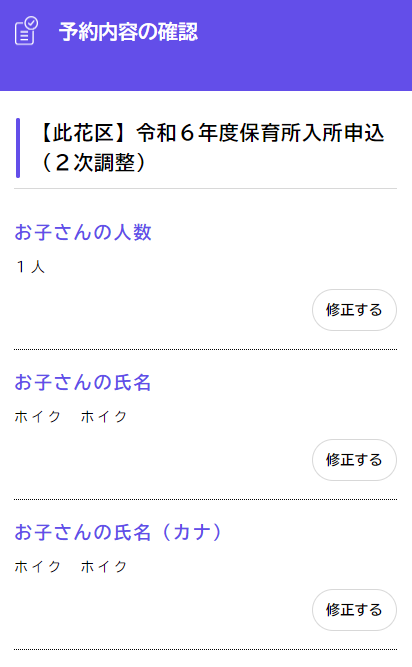 予約内容の確認
【此花区】令和６年度保育所入所申込
（２次調整）
お子さんの人数
１人
修正する
お子さんの氏名
ホイク　ホイク
修正する
お子さんの氏名（カナ）
ホイク　ホイク
修正する